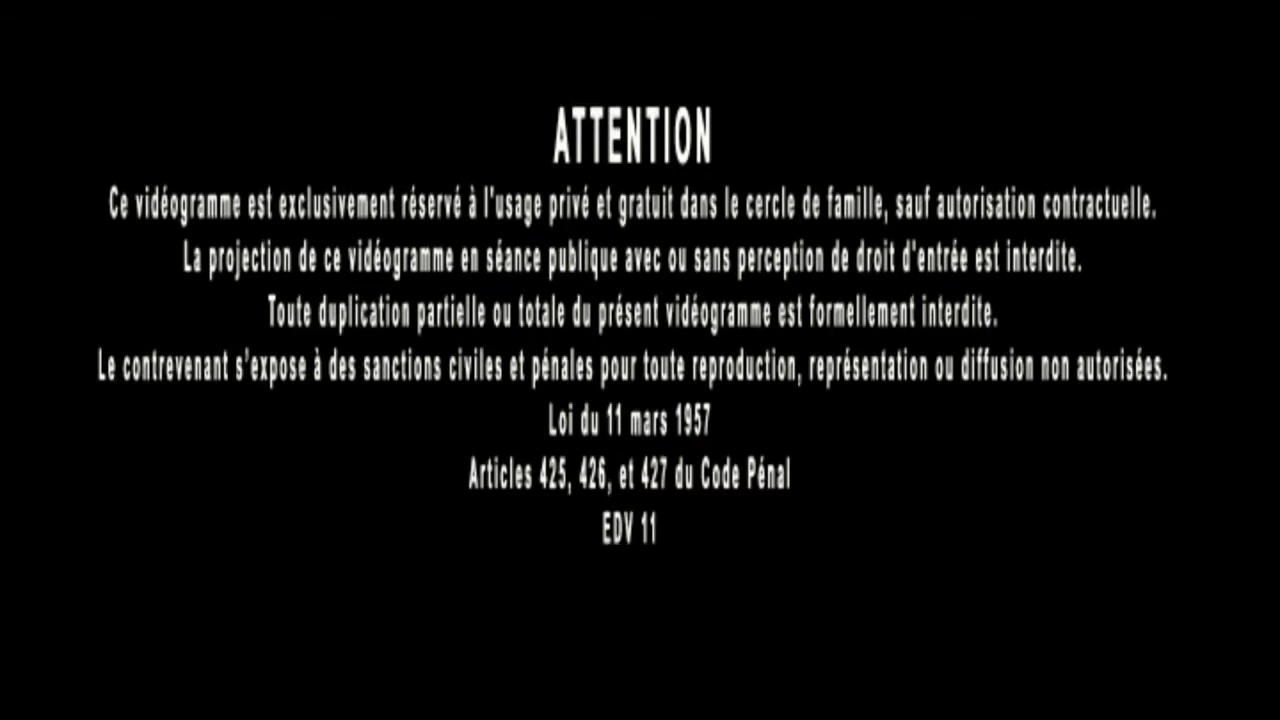 ATTENTION
Ce vidéogramme est exclusivement réservé à l'usage privé et gratuit dans le cercle de famille, sauf autorisation contractuelle.
La projection de ce vidéogramme en séance publique avec ou sans perception de droit d'entrée est interdite.
Toute duplication partielle ou totale du présent vidéogramme est formellement interdite.
Le contrevenant s'expose à des sanctions civiles et pénales pour toute reproduction, représentation ou diffusion non autorisées.
Loi du 11 mars 1957
Articles 425, 426, et 427 du Code Pénal
EDV 11